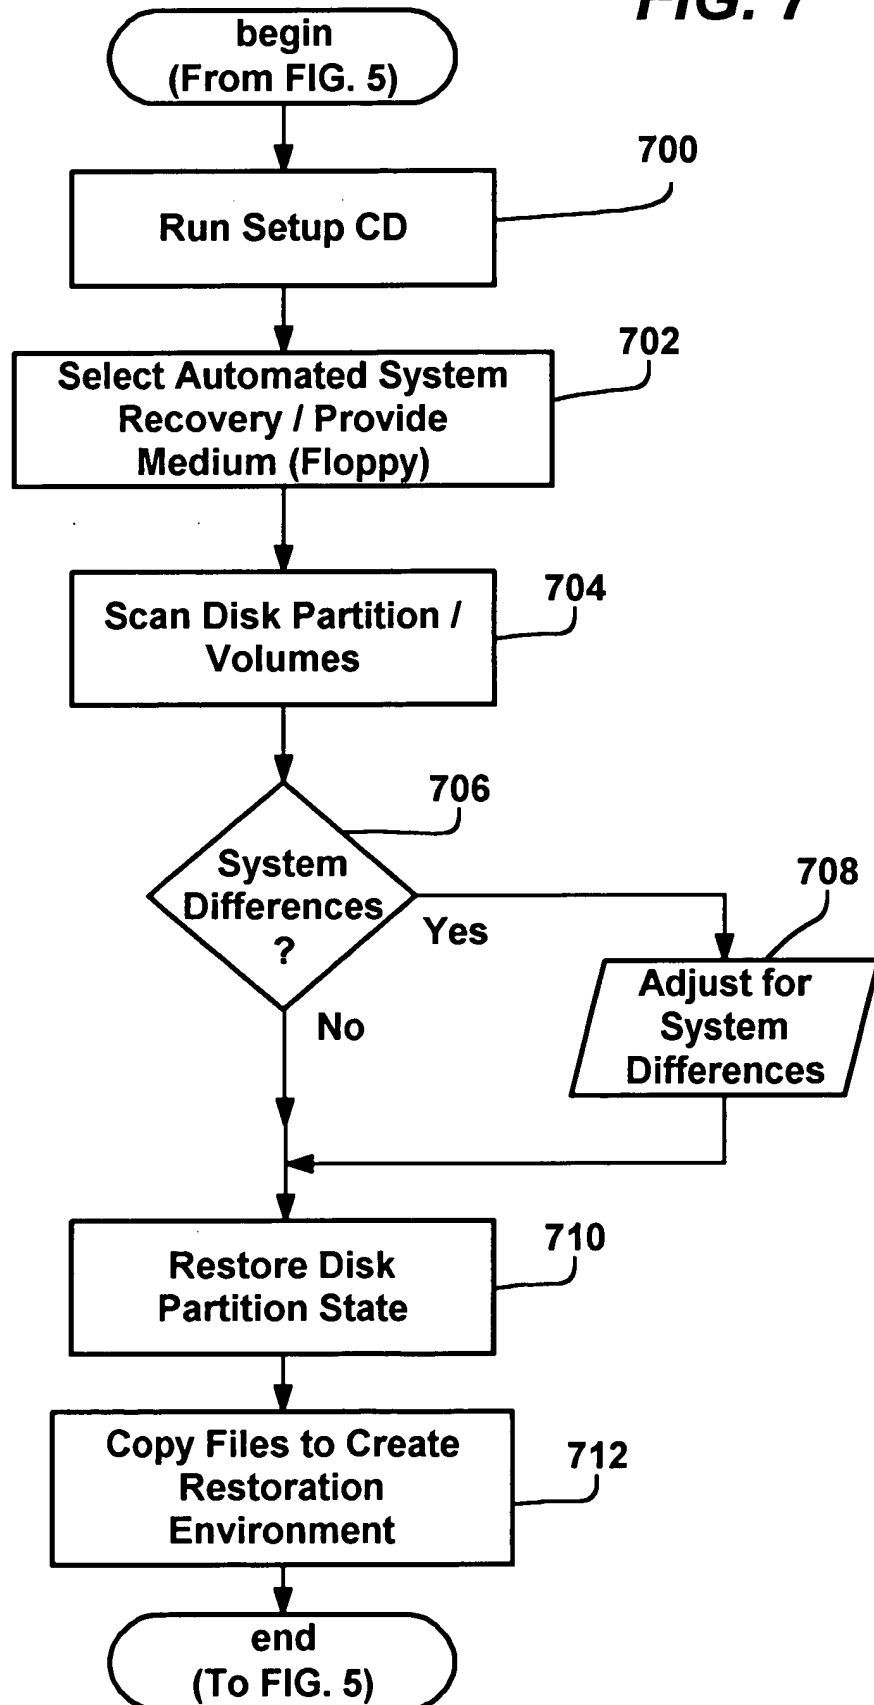 FIG. 7
begin
(From FIG. 5)
700
Run Setup CD
702
Select Automated System
Recovery / Provide
Medium (Floppy)
704
Scan Disk Partition /
Volumes
706
System
Differences
?
Yes
708
Adjust for
System
Differences
No
710
Restore Disk
Partition State
712
Copy Files to Create
Restoration
Environment
end
(To FIG. 5)